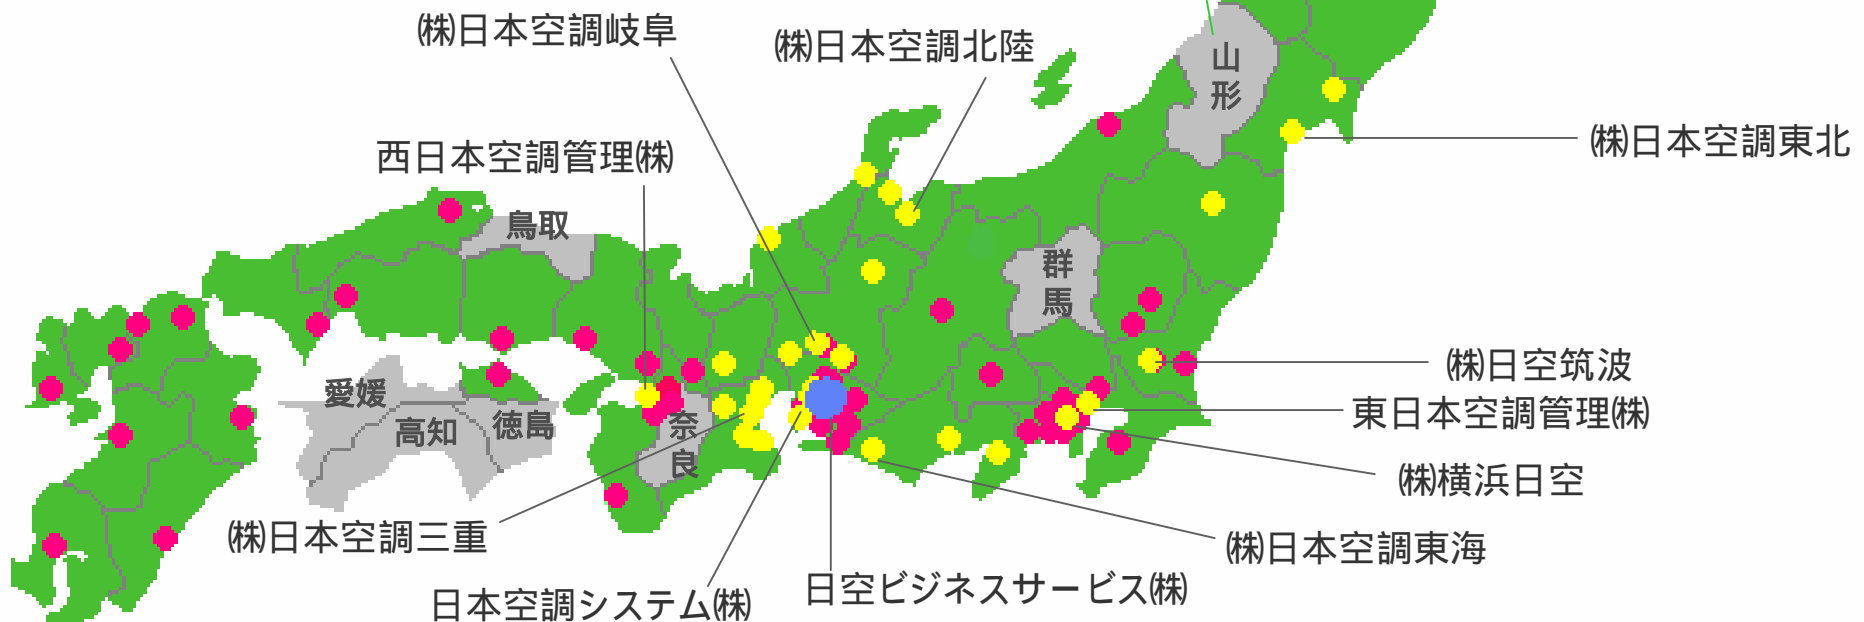 ㈱日本空調岐阜
㈱日本空調北陸
山形
㈱日本空調東北
西日本空調管理㈱
鳥取
群馬
㈱日空筑波
愛媛
高知
徳島
奈良
東日本空調管理㈱
㈱横浜日空
㈱日本空調三重
㈱日本空調東海
日本空調システム㈱
日空ビジネスサービス㈱